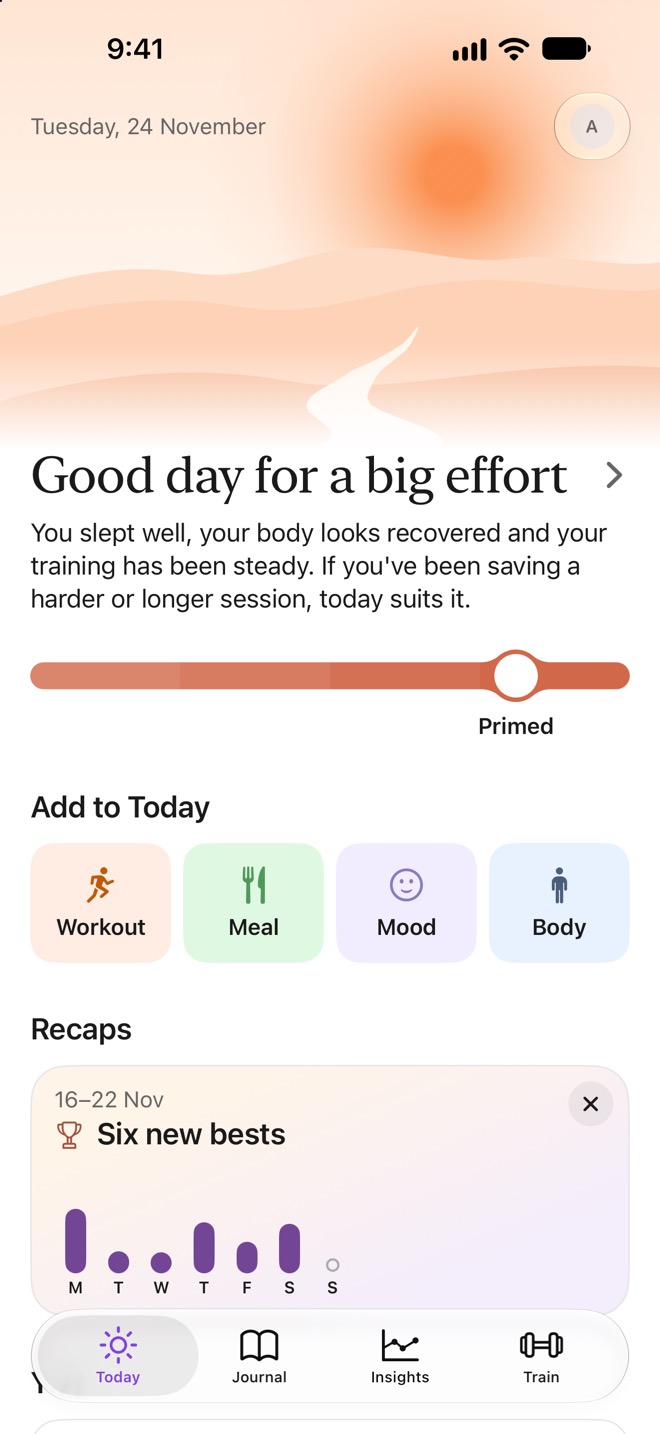 9:41
Tuesday, 24 November
A
Good day for a big effort
You slept well, your body looks recovered and your
training has been steady. If you've been saving a
harder or longer session, today suits it.
Primed
Add to Today
Workout Meal Mood Body
Recaps
16–22 Nov
Six new bests
M T W T F S S
Today Journal Insights Train